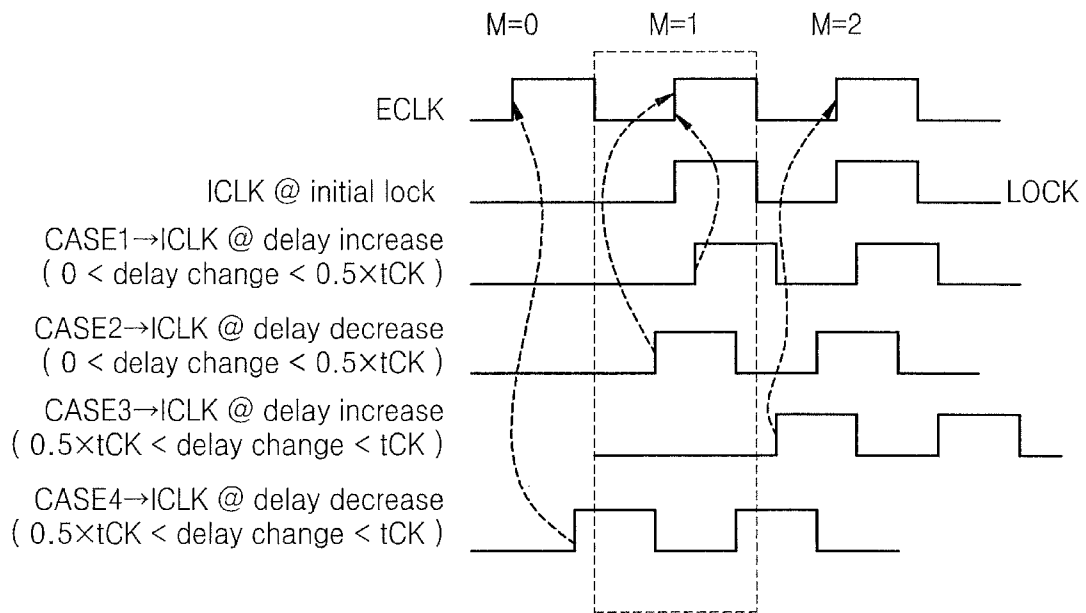 M=0 M=1 M=2
ECLK
ICLK @ initial lock LOCK
CASE1→ICLK @ delay increase
( 0 < delay change < 0.5×tCK )
CASE2→ICLK @ delay decrease
( 0 < delay change < 0.5×tCK )
CASE3→ICLK @ delay increase
( 0.5×tCK < delay change < tCK )
CASE4→ICLK @ delay decrease
( 0.5×tCK < delay change < tCK )